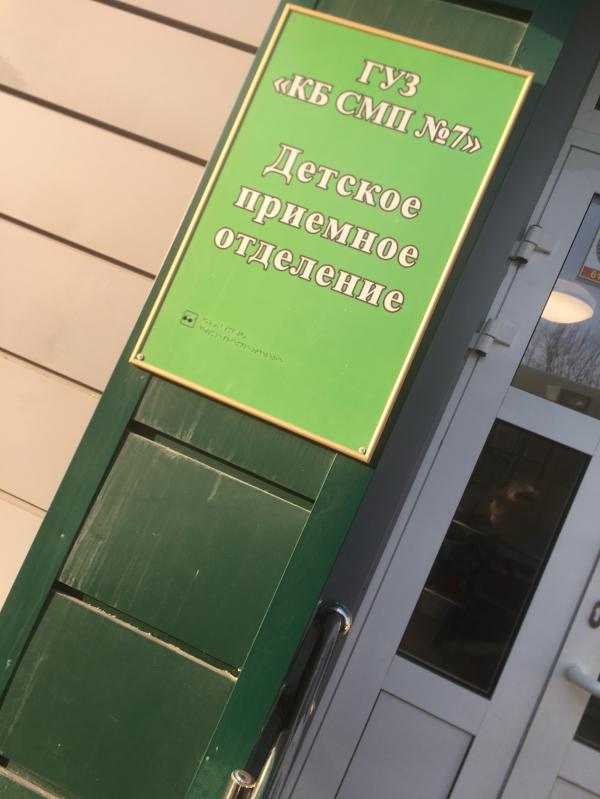 ГУЗ
«КБ СМП №7»
Детское
приемное
отделение